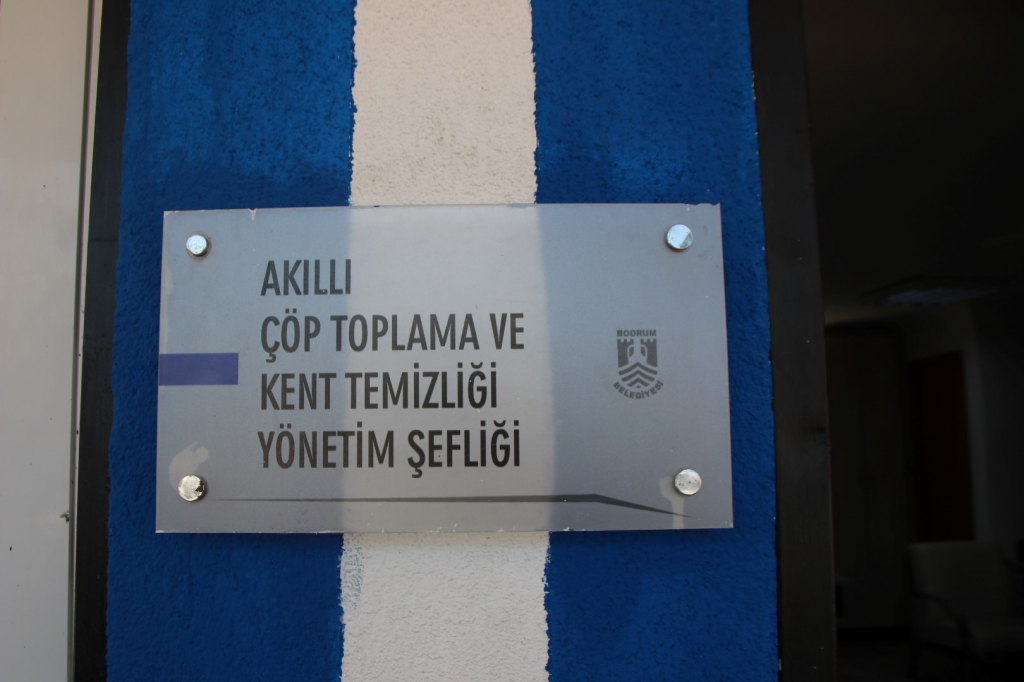 AKILLI
ÇÖP TOPLAMA VE
KENT TEMİZLİĞİ
YÖNETİM ŞEFLİĞİ
BODRUM
BELEDİYESİ